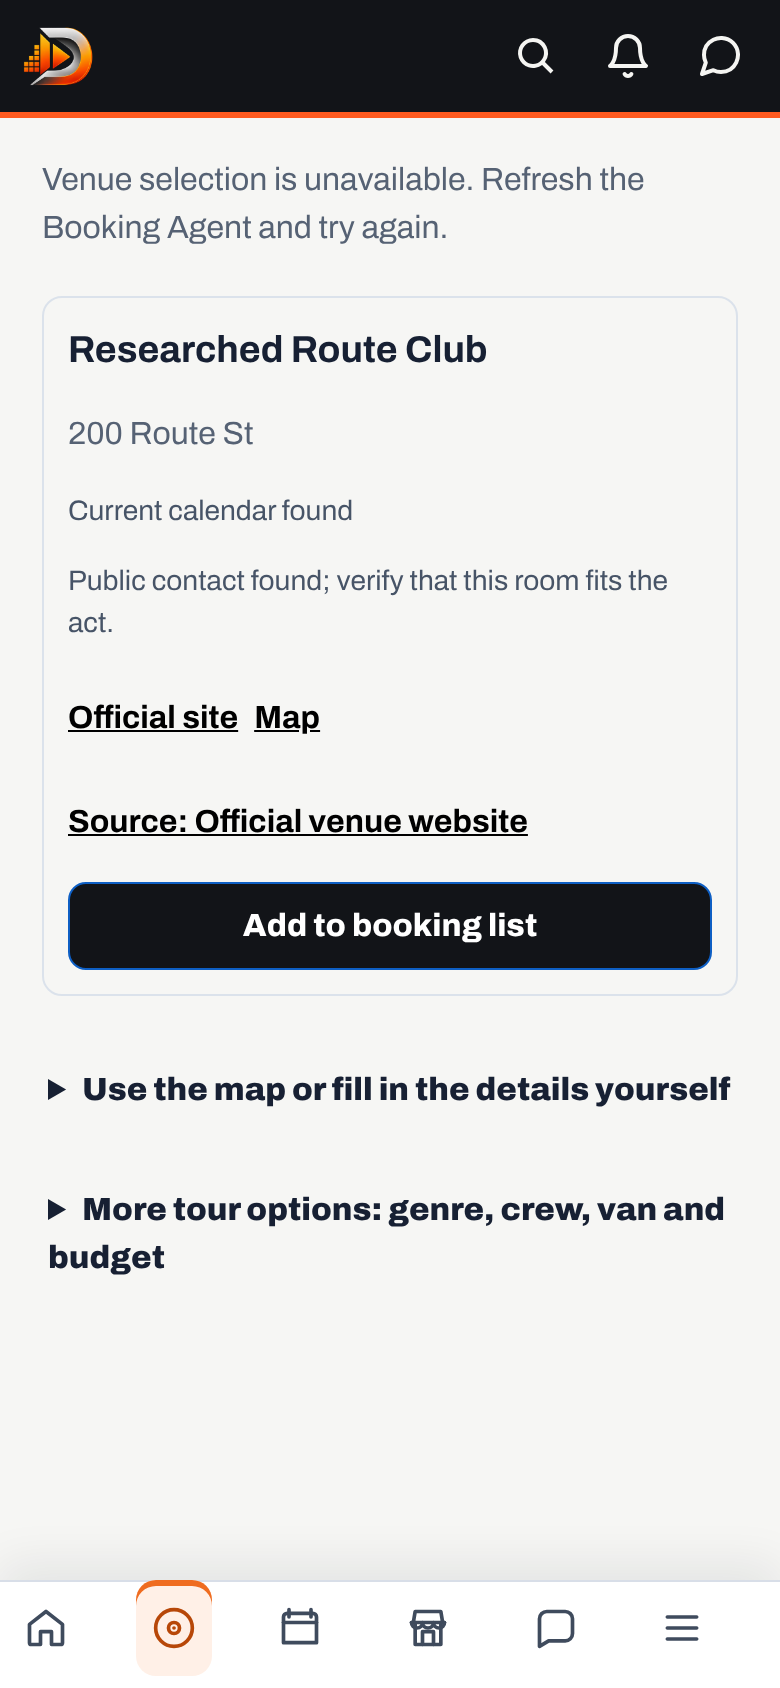 Venue selection is unavailable. Refresh the
Booking Agent and try again.
Researched Route Club
200 Route St
Current calendar found
Public contact found; verify that this room fits the
act.
Official site Map
Source: Official venue website
Add to booking list
Use the map or fill in the details yourself
More tour options: genre, crew, van and
budget